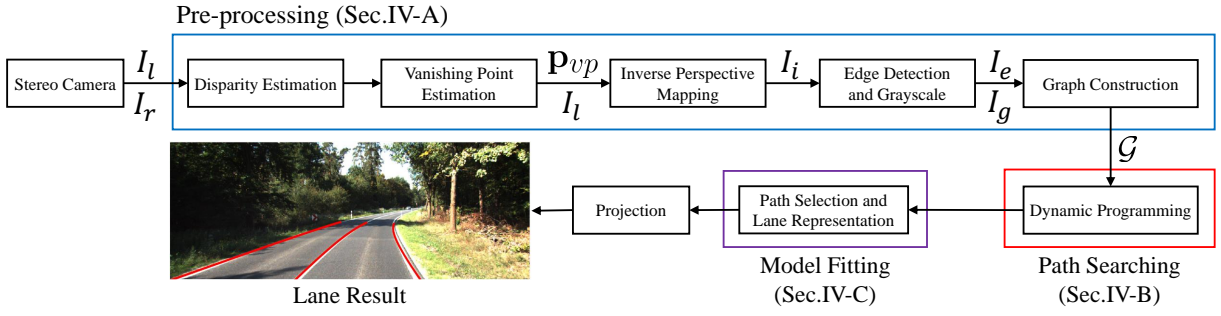 Pre-processing (Sec.IV-A)
Stereo Camera
I_l
I_r
Disparity Estimation
Vanishing Point
Estimation
p_vp
I_l
Inverse Perspective
Mapping
I_i
Edge Detection
and Grayscale
I_e
I_g
Graph Construction
𝒢
Dynamic Programming
Path Searching
(Sec.IV-B)
Path Selection and
Lane Representation
Model Fitting
(Sec.IV-C)
Projection
Lane Result